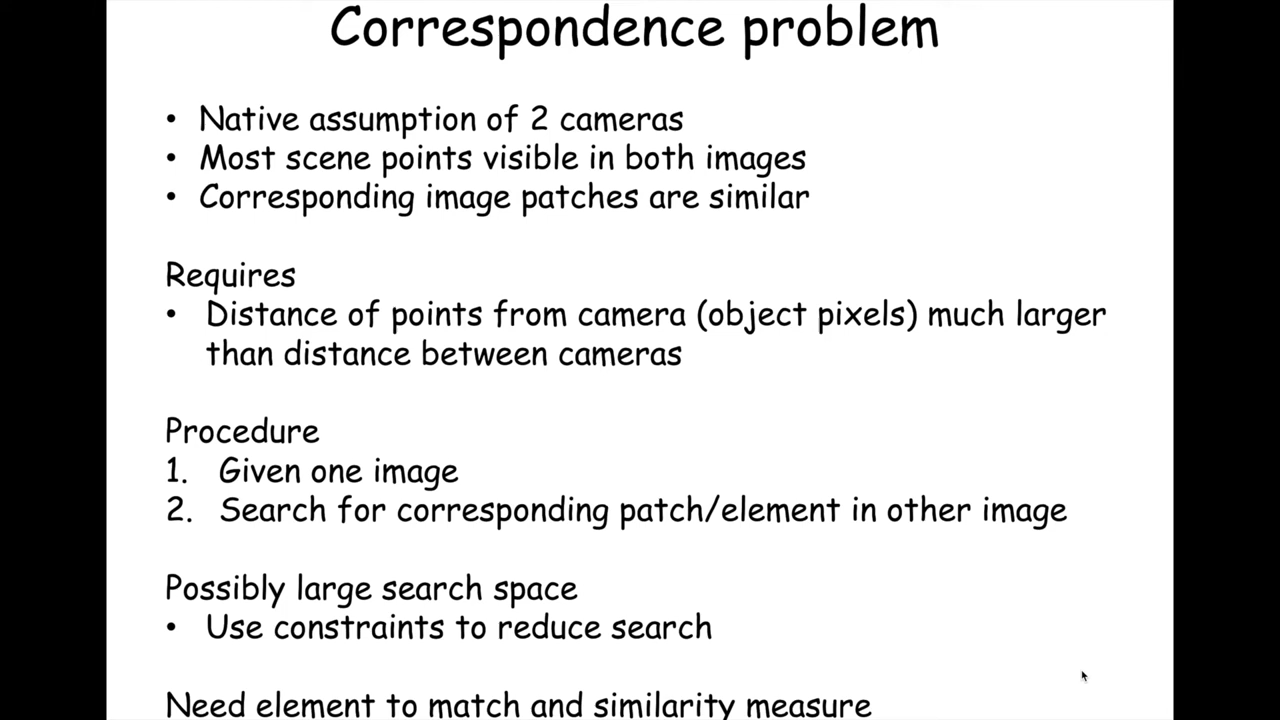 Correspondence problem
• Native assumption of 2 cameras
• Most scene points visible in both images
• Corresponding image patches are similar
Requires
• Distance of points from camera (object pixels) much larger
than distance between cameras
Procedure
1. Given one image
2. Search for corresponding patch/element in other image
Possibly large search space
• Use constraints to reduce search
Need element to match and similarity measure